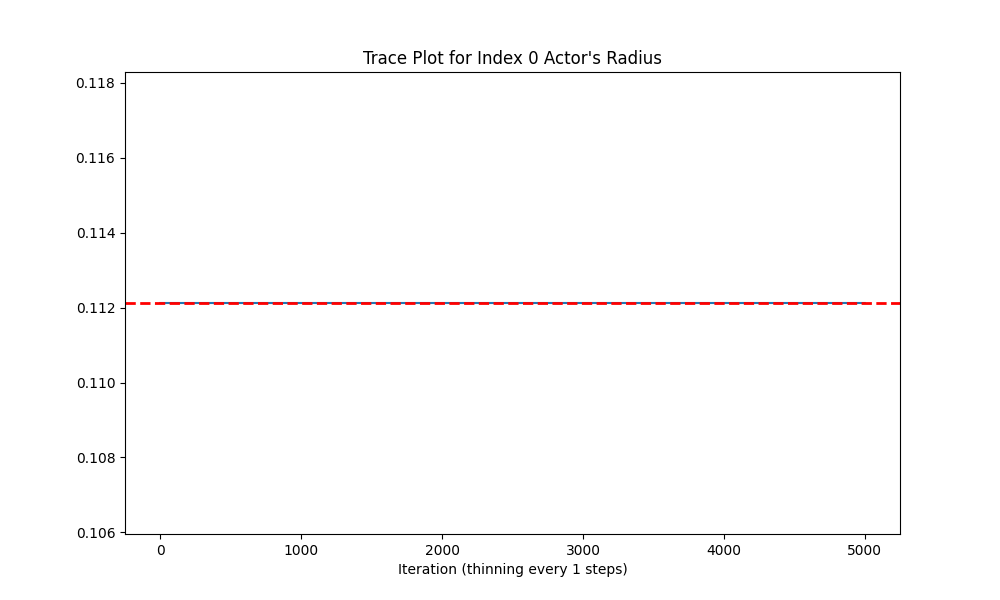 Trace Plot for Index 0 Actor's Radius
0.118
0.116
0.114
0.112
0.110
0.108
0.106
0 1000 2000 3000 4000 5000
Iteration (thinning every 1 steps)